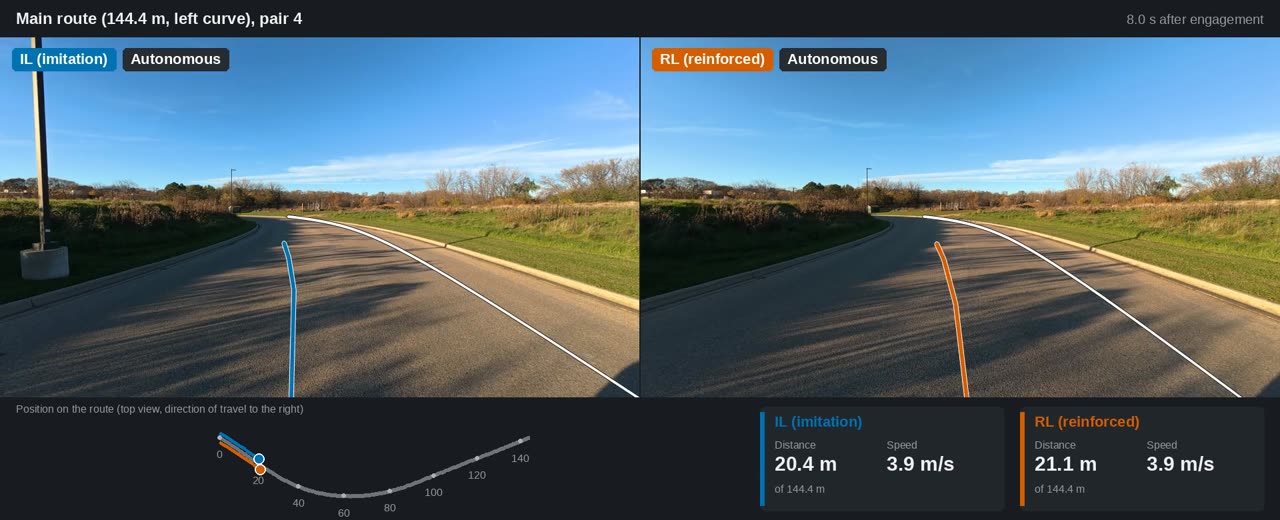 Main route (144.4 m, left curve), pair 4
8.0 s after engagement
IL (imitation) Autonomous
RL (reinforced) Autonomous
Position on the route (top view, direction of travel to the right)
0
20
40
60
80
100
120
140
IL (imitation)
Distance Speed
20.4 m 3.9 m/s
of 144.4 m
RL (reinforced)
Distance Speed
21.1 m 3.9 m/s
of 144.4 m